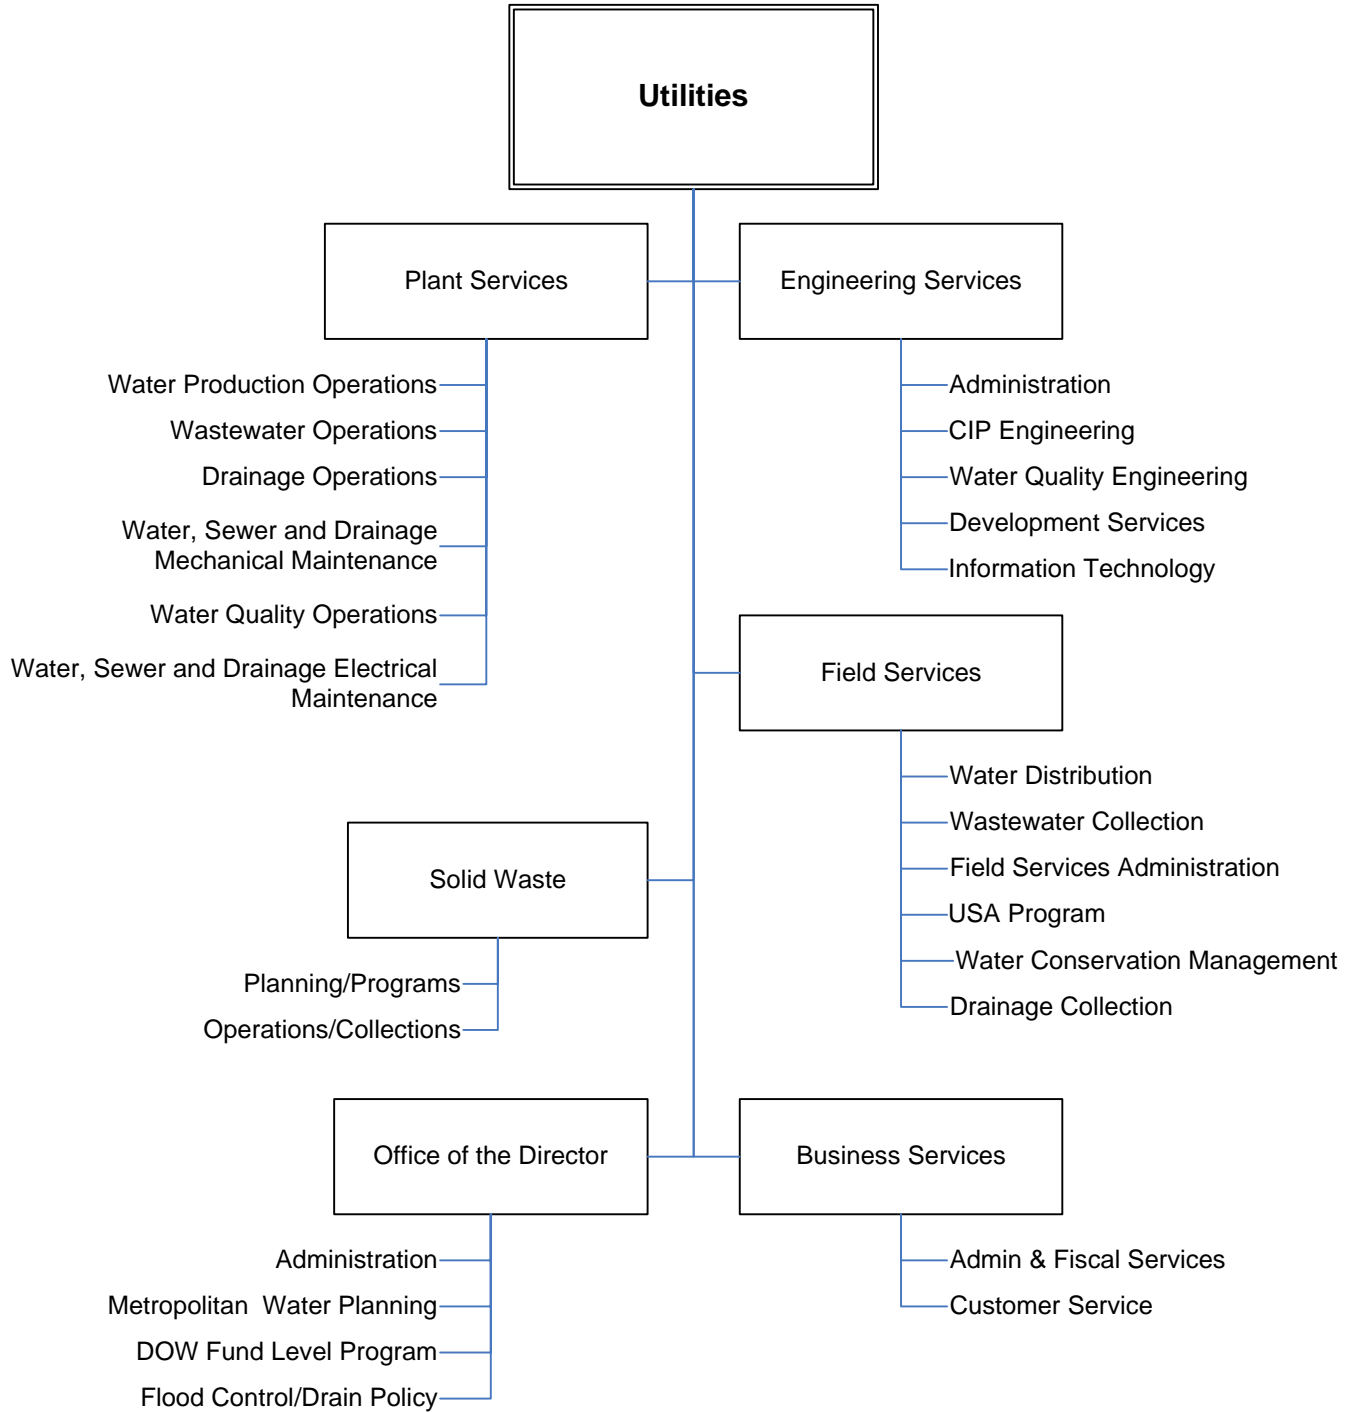 Utilities
Plant Services
Water Production Operations
Wastewater Operations
Drainage Operations
Water, Sewer and Drainage
Mechanical Maintenance
Water Quality Operations
Water, Sewer and Drainage Electrical
Maintenance
Engineering Services
Administration
CIP Engineering
Water Quality Engineering
Development Services
Information Technology
Field Services
Water Distribution
Wastewater Collection
Field Services Administration
USA Program
Water Conservation Management
Drainage Collection
Solid Waste
Planning/Programs
Operations/Collections
Office of the Director
Administration
Metropolitan  Water Planning
DOW Fund Level Program
Flood Control/Drain Policy
Business Services
Admin & Fiscal Services
Customer Service